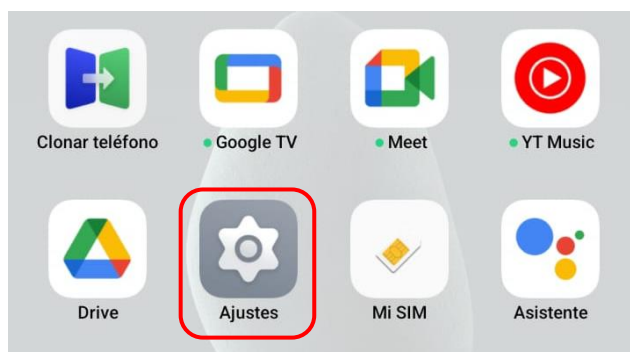 Clonar teléfono
Google TV
Meet
YT Music
Drive
Ajustes
Mi SIM
Asistente